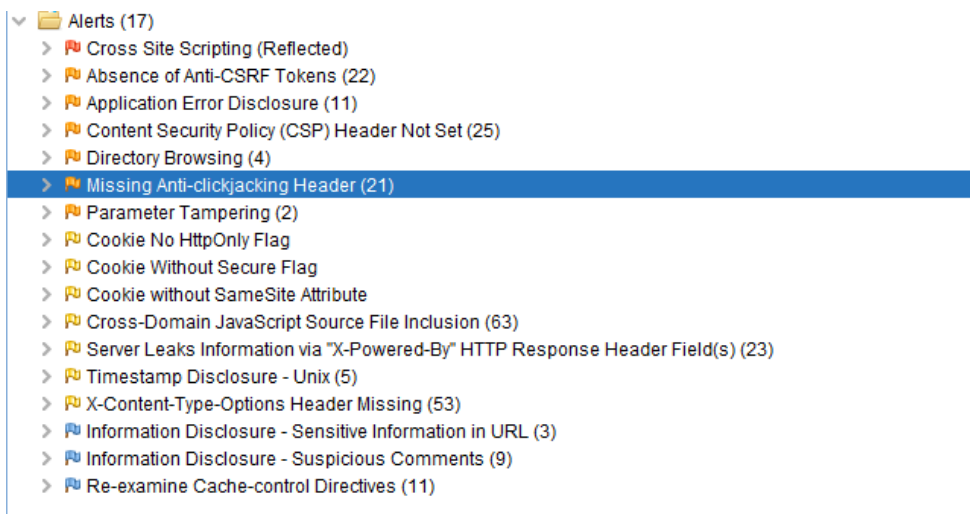 Alerts (17)
Cross Site Scripting (Reflected)
Absence of Anti-CSRF Tokens (22)
Application Error Disclosure (11)
Content Security Policy (CSP) Header Not Set (25)
Directory Browsing (4)
Missing Anti-clickjacking Header (21)
Parameter Tampering (2)
Cookie No HttpOnly Flag
Cookie Without Secure Flag
Cookie without SameSite Attribute
Cross-Domain JavaScript Source File Inclusion (63)
Server Leaks Information via "X-Powered-By" HTTP Response Header Field(s) (23)
Timestamp Disclosure - Unix (5)
X-Content-Type-Options Header Missing (53)
Information Disclosure - Sensitive Information in URL (3)
Information Disclosure - Suspicious Comments (9)
Re-examine Cache-control Directives (11)